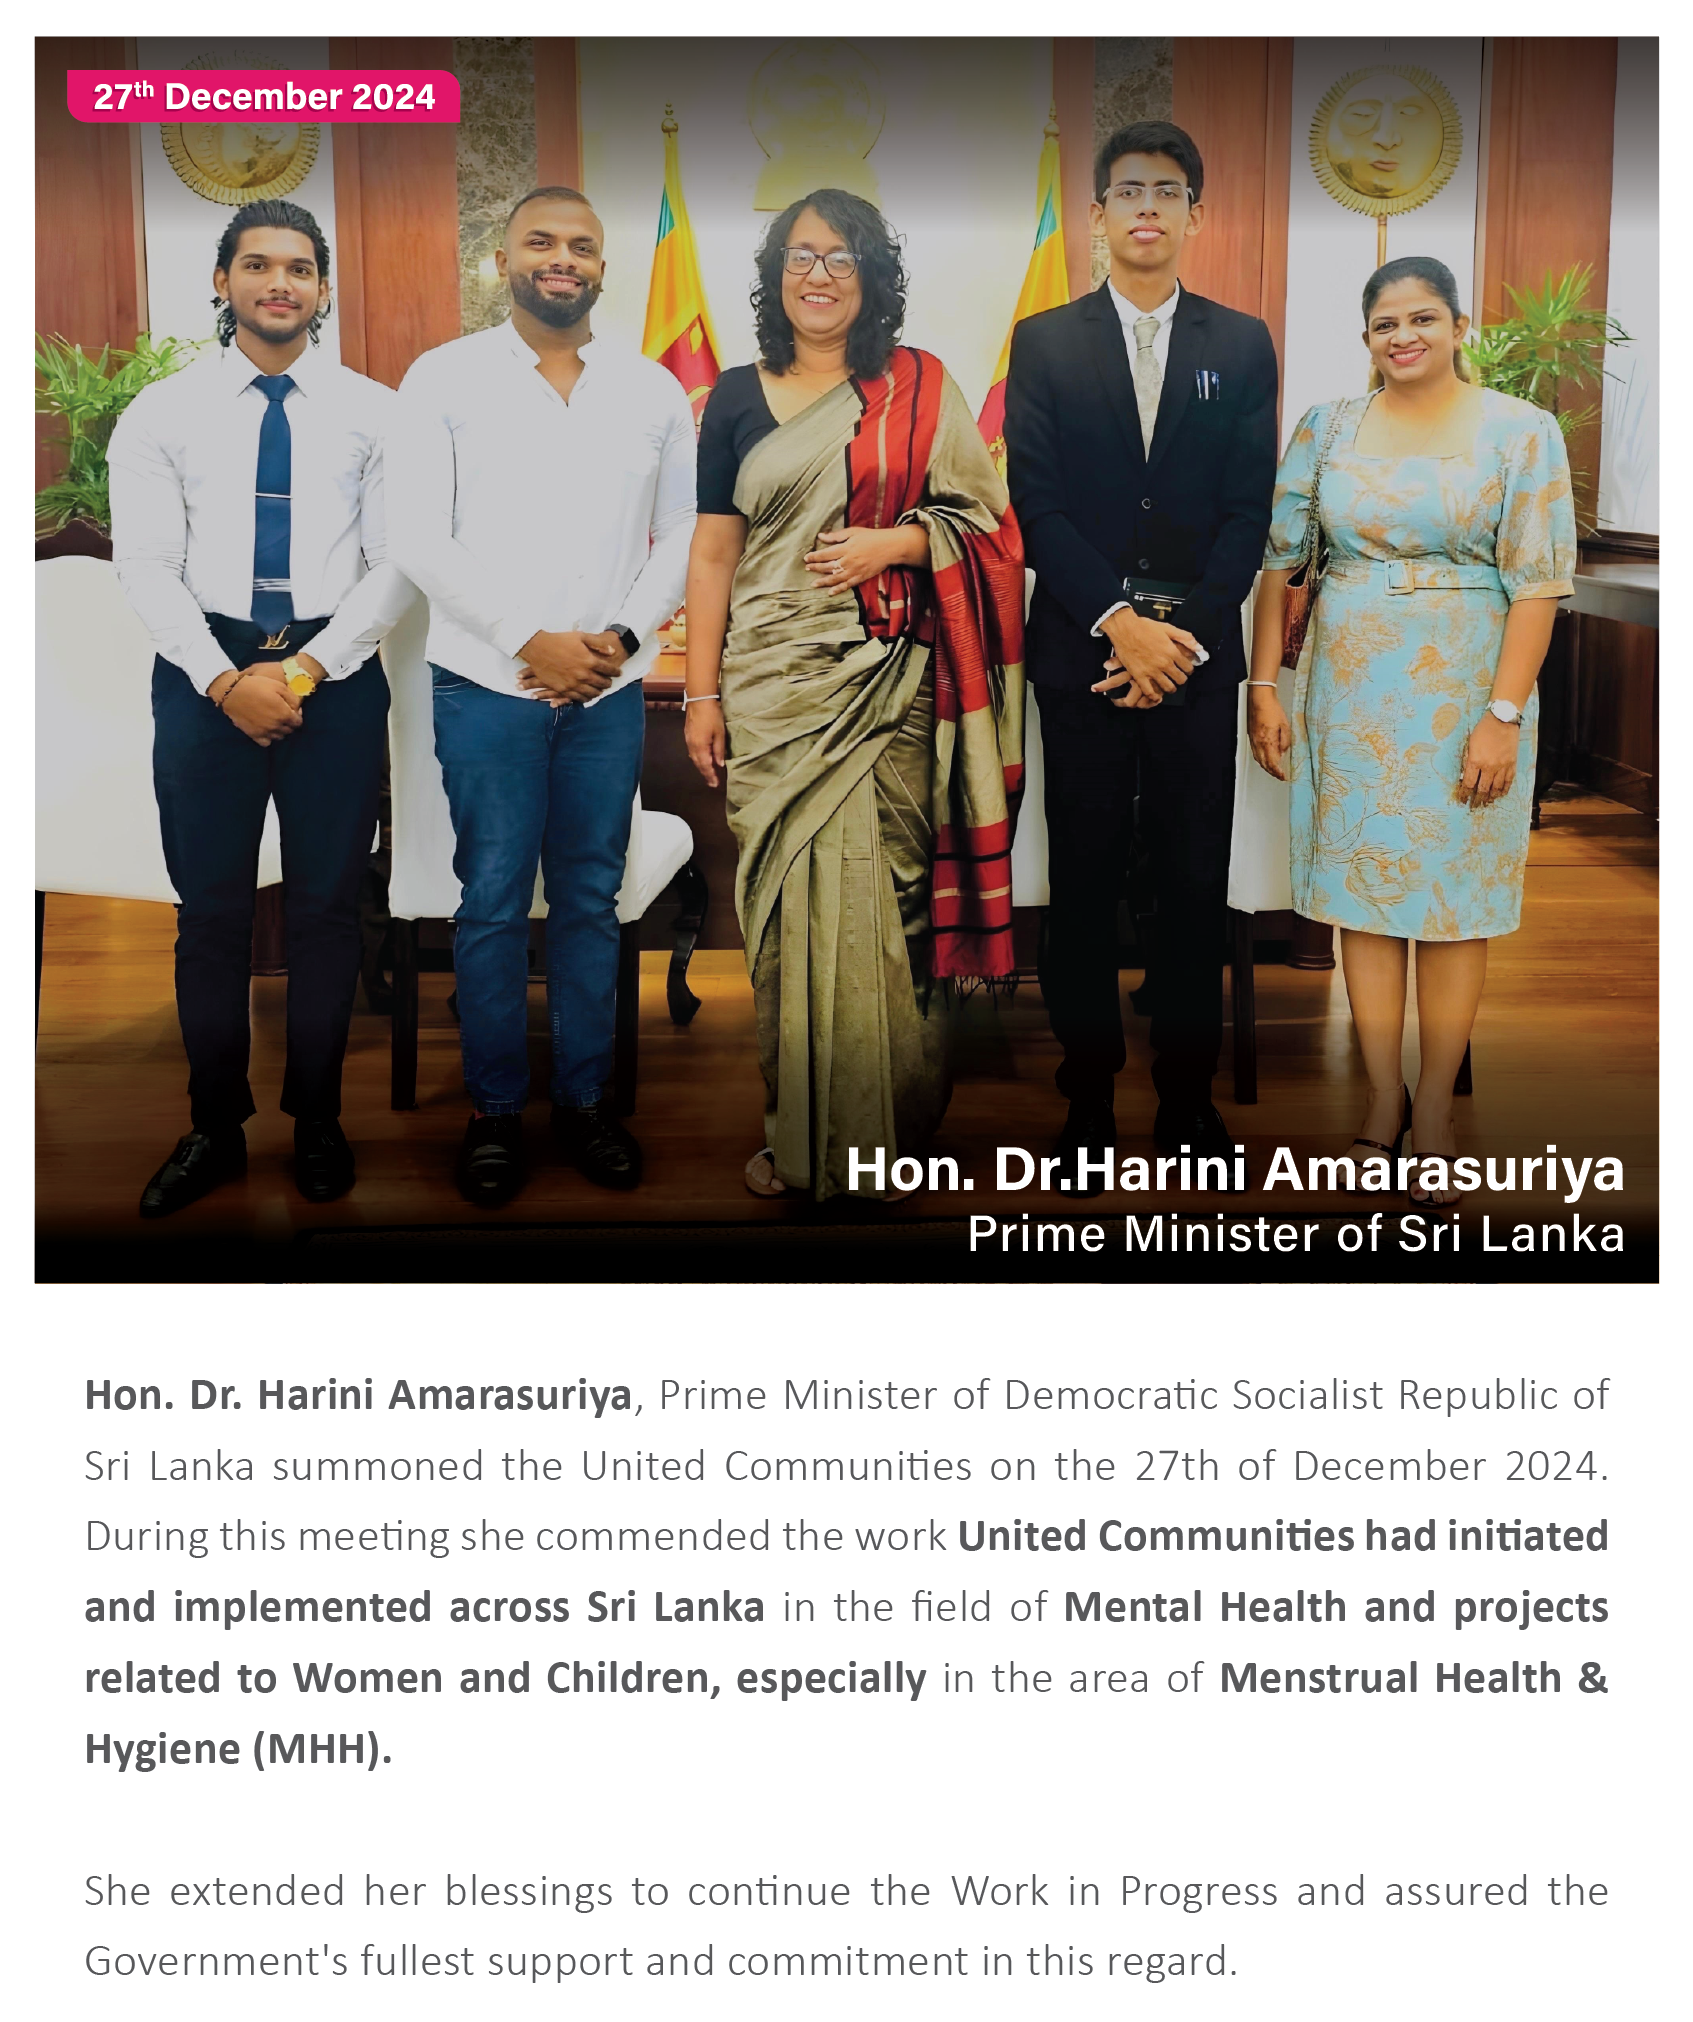 27th December 2024
Hon. Dr.Harini Amarasuriya
Prime Minister of Sri Lanka
Hon. Dr. Harini Amarasuriya, Prime Minister of Democratic Socialist Republic of
Sri Lanka summoned the United Communities on the 27th of December 2024.
During this meeting she commended the work United Communities had initiated
and implemented across Sri Lanka in the field of Mental Health and projects
related to Women and Children, especially in the area of Menstrual Health &
Hygiene (MHH).
She extended her blessings to continue the Work in Progress and assured the
Government's fullest support and commitment in this regard.